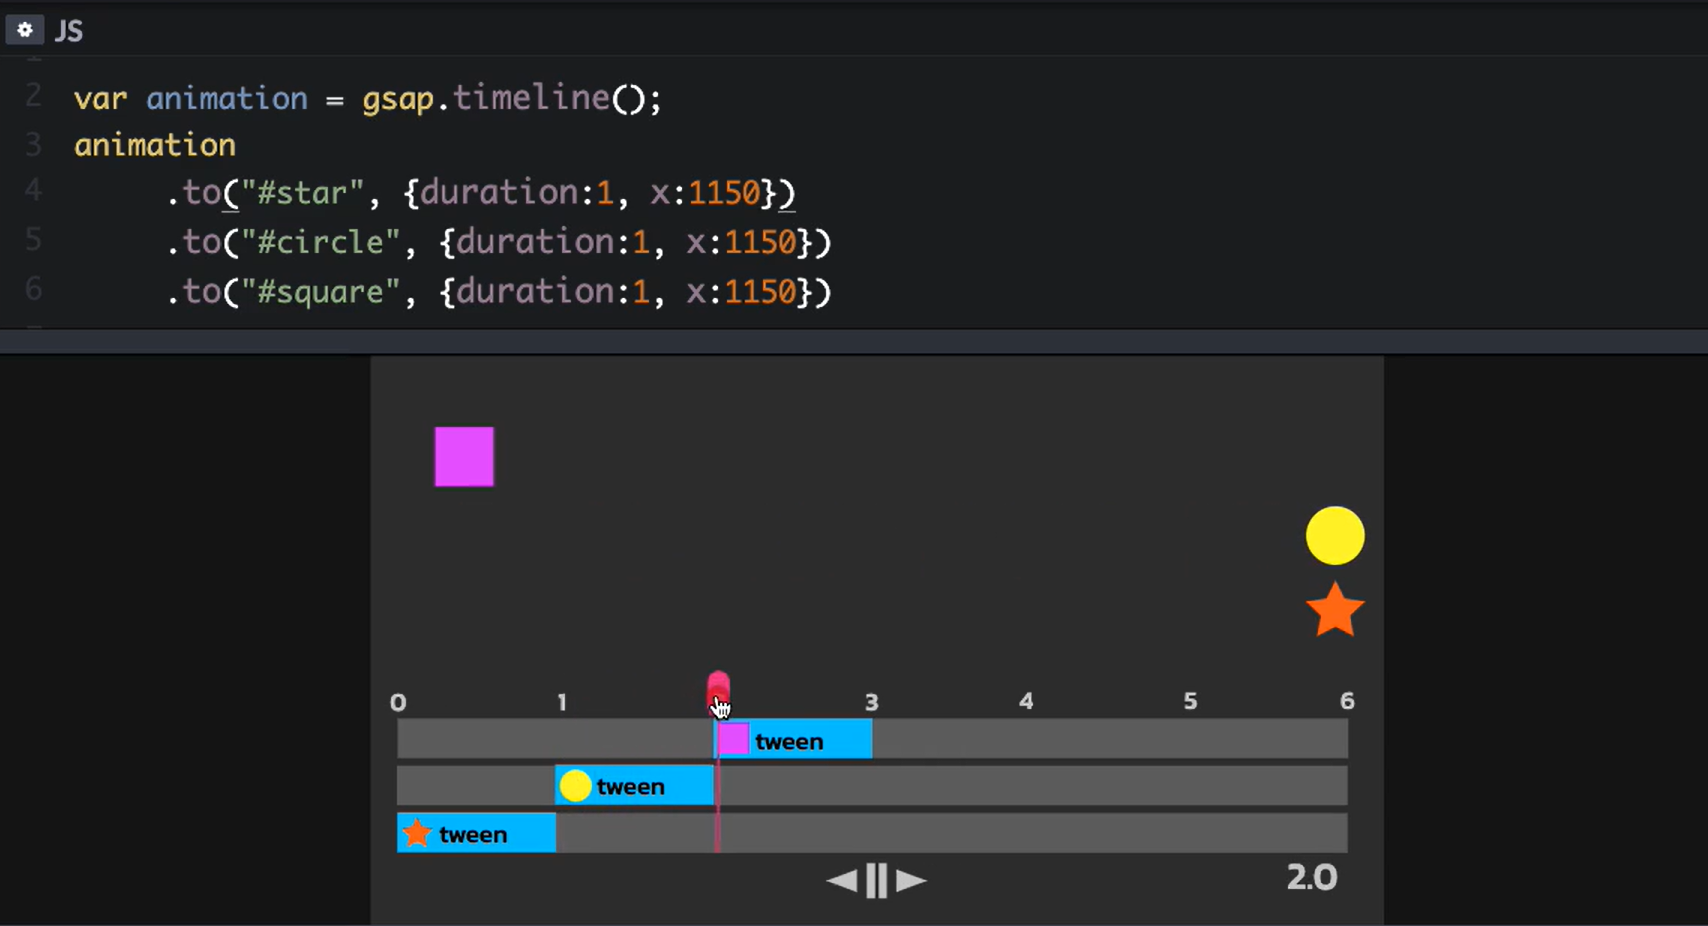 JS
1
2 var animation = gsap.timeline();
3 animation
4 .to("#star", {duration:1, x:1150})
5 .to("#circle", {duration:1, x:1150})
6 .to("#square", {duration:1, x:1150})
0 1 3 4 5 6
tween
tween
tween
2.0